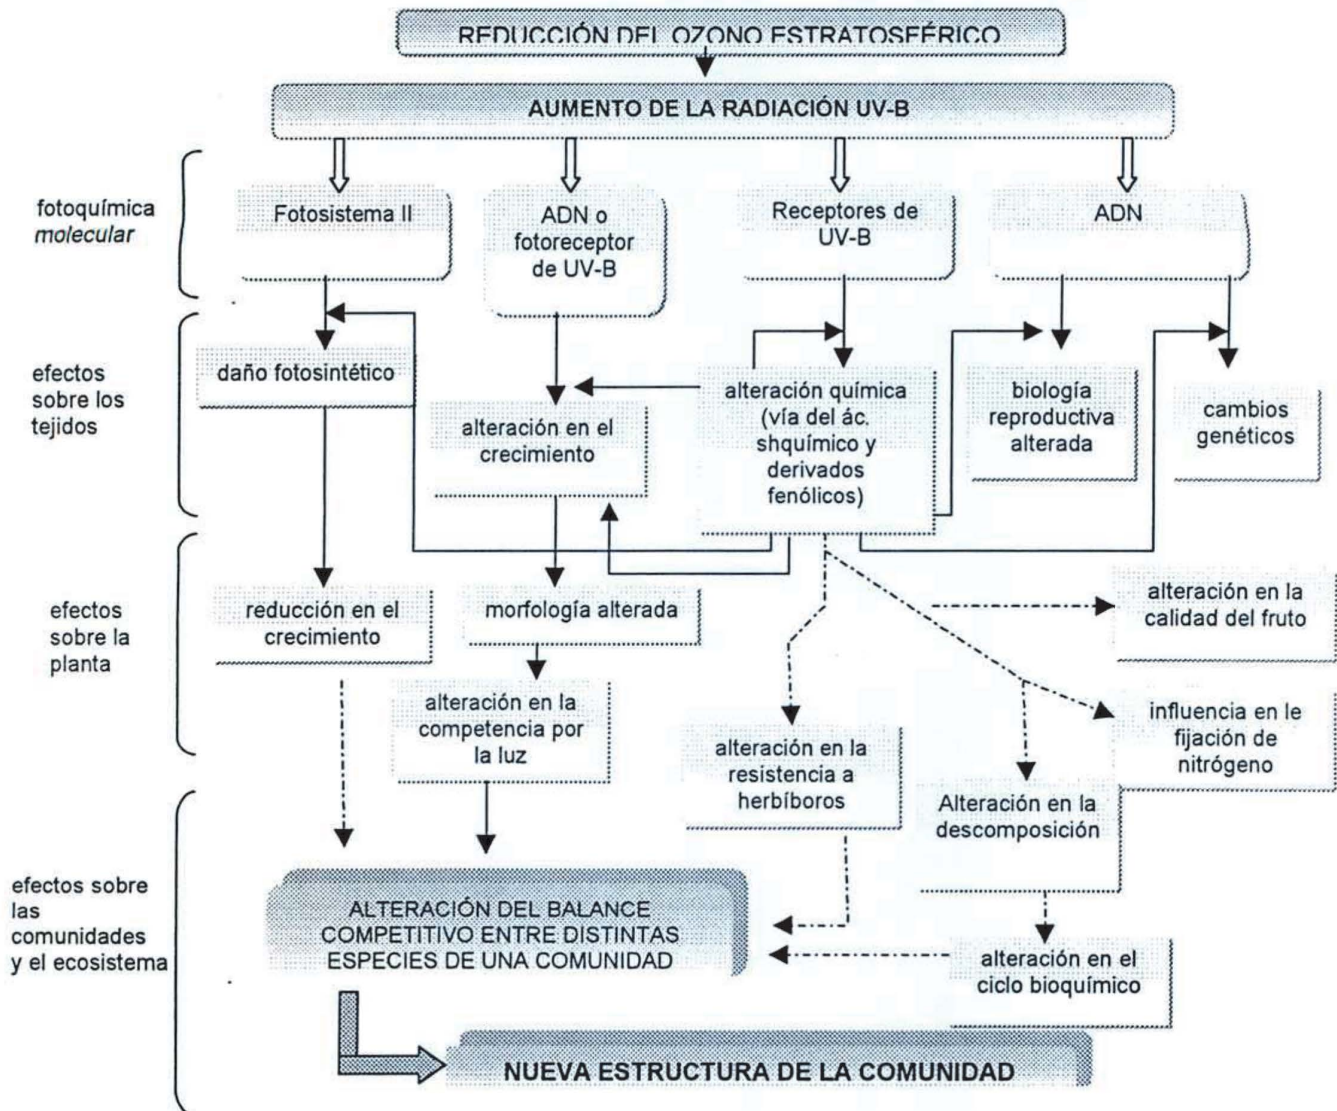 REDUCCIÓN DEL OZONO ESTRATOSFÉRICO
AUMENTO DE LA RADIACIÓN UV-B
fotoquímica
molecular
Fotosistema II
ADN o
fotoreceptor
de UV-B
Receptores de
UV-B
ADN
efectos
sobre los
tejidos
daño fotosintético
alteración en el
crecimiento
alteración química
(vía del ác.
shquímico y
derivados
fenólicos)
biología
reproductiva
alterada
cambios
genéticos
efectos
sobre la
planta
reducción en el
crecimiento
morfología alterada
alteración en la
competencia por
la luz
alteración en la
resistencia a
herbíboros
alteración en la
calidad del fruto
influencia en le
fijación de
nitrógeno
Alteración en la
descomposición
efectos sobre
las
comunidades
y el ecosistema
ALTERACIÓN DEL BALANCE
COMPETITIVO ENTRE DISTINTAS
ESPECIES DE UNA COMUNIDAD
alteración en el
ciclo bioquímico
NUEVA ESTRUCTURA DE LA COMUNIDAD